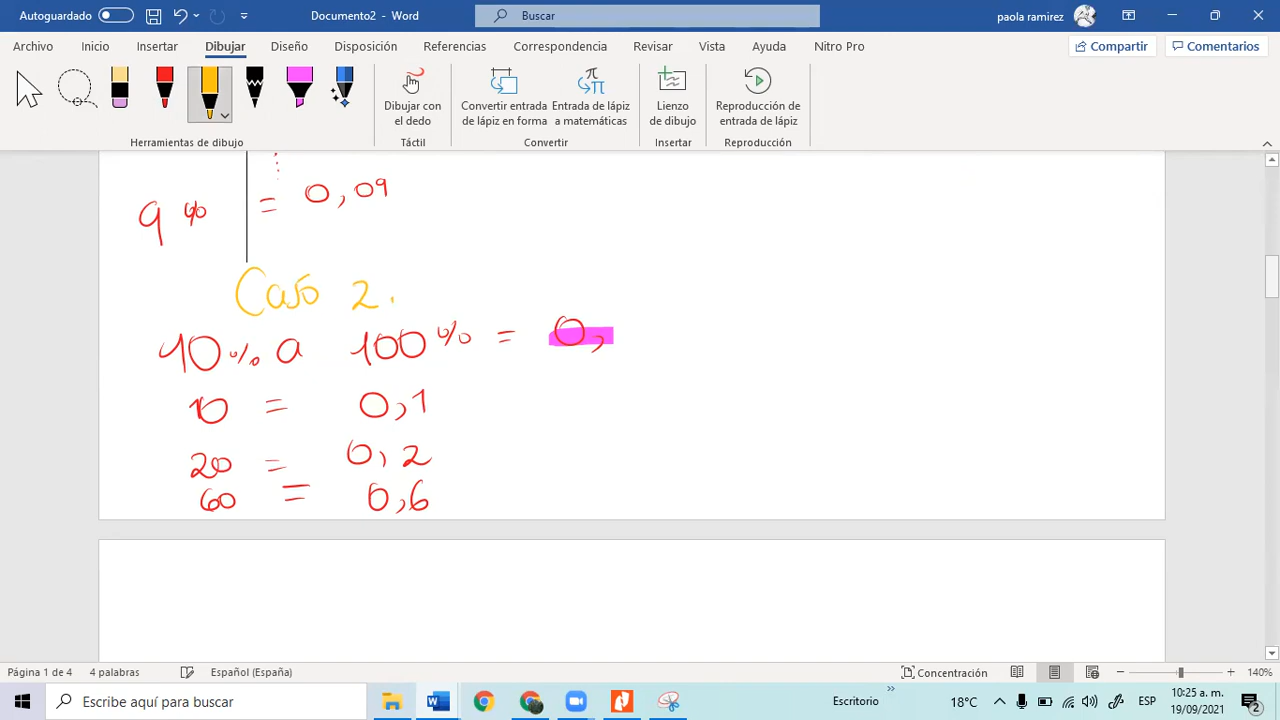 Autoguardado
Documento2 - Word
Buscar
paola ramirez
Archivo Inicio Insertar Dibujar Diseño Disposición Referencias Correspondencia Revisar Vista Ayuda Nitro Pro
Compartir Comentarios
Dibujar con el dedo
Convertir entrada de lápiz en forma
Entrada de lápiz a matemáticas
Lienzo de dibujo
Reproducción de entrada de lápiz
Herramientas de dibujo Táctil Convertir Insertar Reproducción
9 % = 0,09
Caso 2.
10% a 100% = 0,
10 = 0,1
20 = 0,2
60 = 0,6
Página 1 de 4 4 palabras Español (España) Concentración 140%
Escribe aquí para buscar Escritorio 18°C ESP 10:25 a. m.
19/09/2021 2